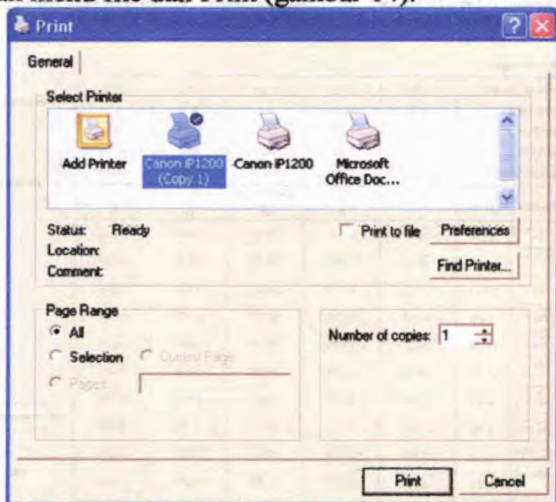 Print
General
Select Printer
Add Printer
Canon iP1200
(Copy 1)
Canon iP1200
Microsoft
Office Doc...
Status: Ready
Location:
Comment:
Print to file
Preferences
Find Printer...
Page Range
All
Selection
Current Page
Pages:
Number of copies: 1
Print
Cancel